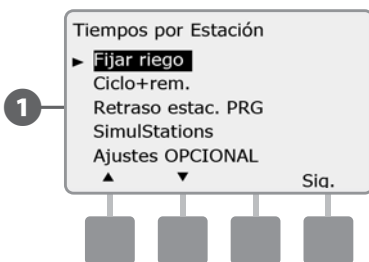 Tiempos por Estación
► Fijar riego
Ciclo+rem.
Retraso estac. PRG
SimulStations
Ajustes OPCIONAL
▲ ▼ Sig.
1